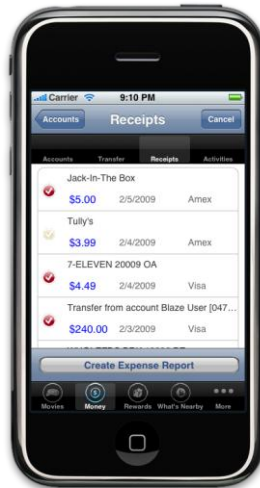 Carrier 9:10 PM
Accounts Receipts Cancel
Accounts Transfer Receipts Activities
Jack-In-The Box
$5.00 2/5/2009 Amex
Tully's
$3.99 2/4/2009 Amex
7-ELEVEN 20009 OA
$4.49 2/4/2009 Visa
Transfer from account Blaze User [047...
$240.00 2/3/2009 Visa
Create Expense Report
Movies Money Rewards What's Nearby More